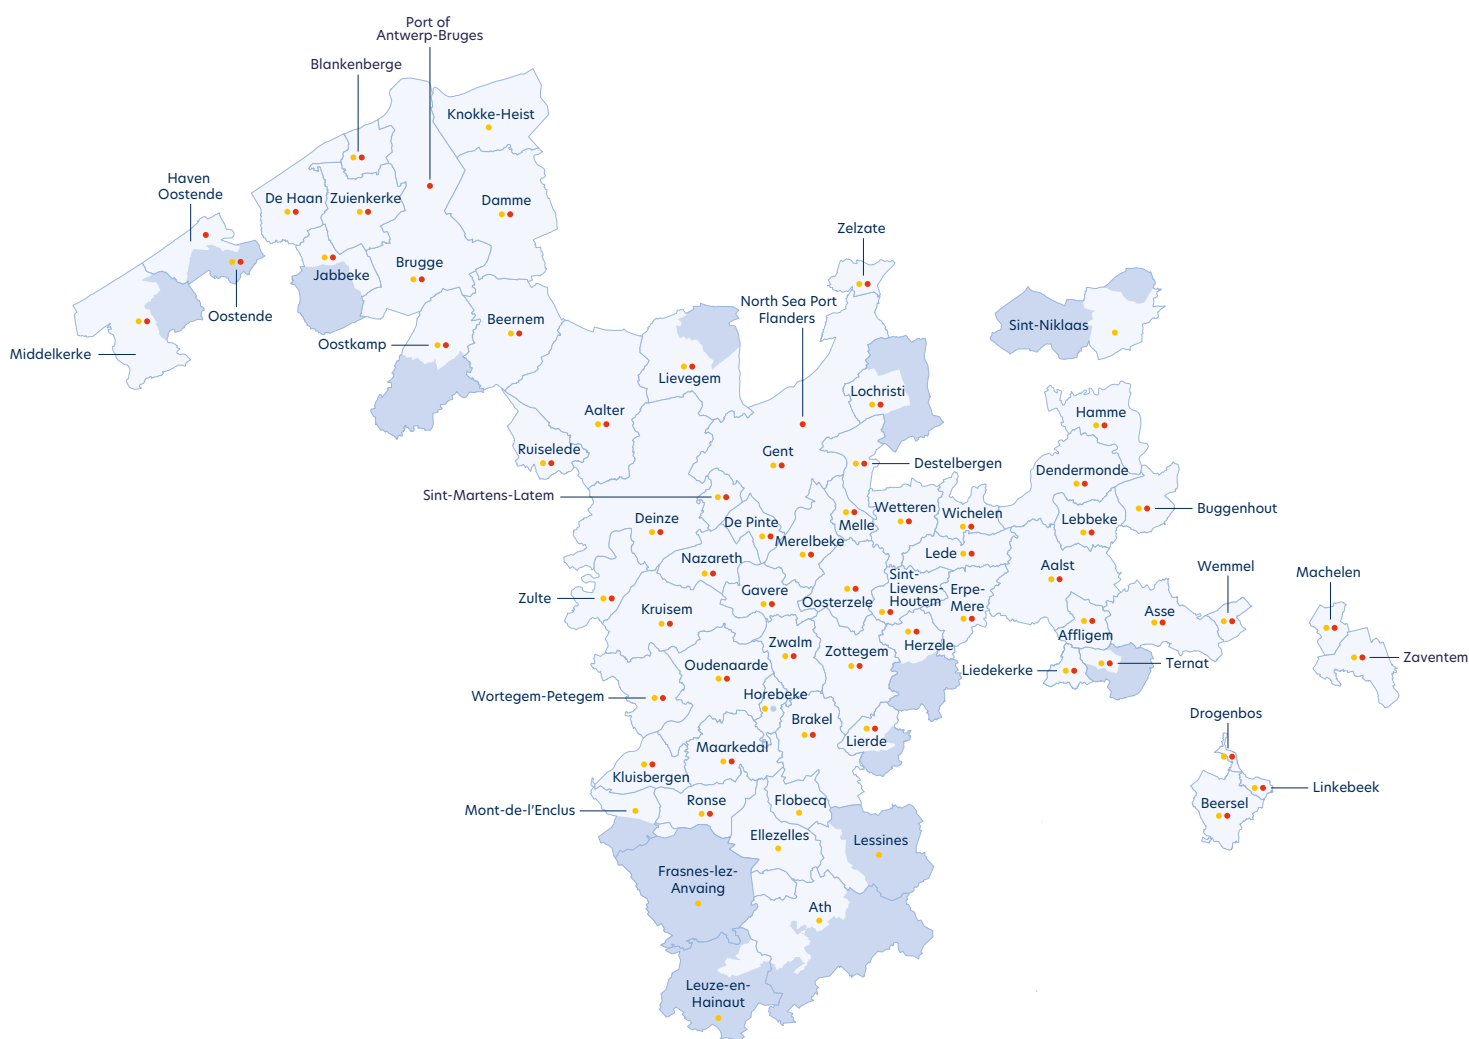 Port of
Antwerp-Bruges
Blankenberge
Knokke-Heist
Haven
Oostende
De Haan
Zuienkerke
Damme
Zelzate
Brugge
Jabbeke
North Sea Port
Flanders
Oostende
Beernem
Sint-Niklaas
Oostkamp
Middelkerke
Lievegem
Lochristi
Aalter
Hamme
Ruiselede
Gent
Destelbergen
Dendermonde
Sint-Martens-Latem
Wetteren
Wichelen
Buggenhout
Deinze
De Pinte
Melle
Lebbeke
Merelbeke
Lede
Nazareth
Aalst
Wemmel
Machelen
Sint-
Lievens-
Houtem
Erpe-
Mere
Gavere
Zulte
Oosterzele
Kruisem
Asse
Affligem
Zwalm
Zottegem
Herzele
Zaventem
Oudenaarde
Liedekerke
Ternat
Wortegem-Petegem
Horebeke
Brakel
Drogenbos
Lierde
Maarkedal
Kluisbergen
Linkebeek
Ronse
Flobecq
Beersel
Mont-de-l'Enclus
Ellezelles
Lessines
Frasnes-lez-
Anvaing
Ath
Leuze-en-
Hainaut